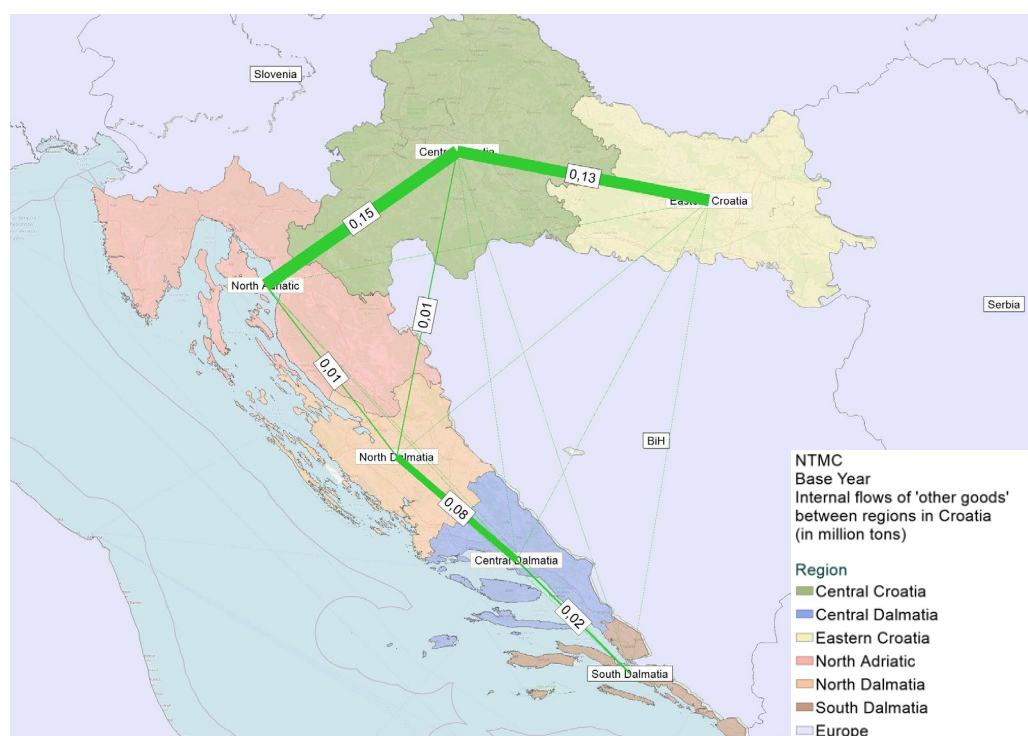 Slovenia
Central Croatia
0,13
Eastern Croatia
0,15
North Adriatic
Serbia
0,01
0,01
BiH
North Dalmatia
0,08
Central Dalmatia
0,02
South Dalmatia
NTMC
Base Year
Internal flows of 'other goods'
between regions in Croatia
(in million tons)
Region
Central Croatia
Central Dalmatia
Eastern Croatia
North Adriatic
North Dalmatia
South Dalmatia
Europe